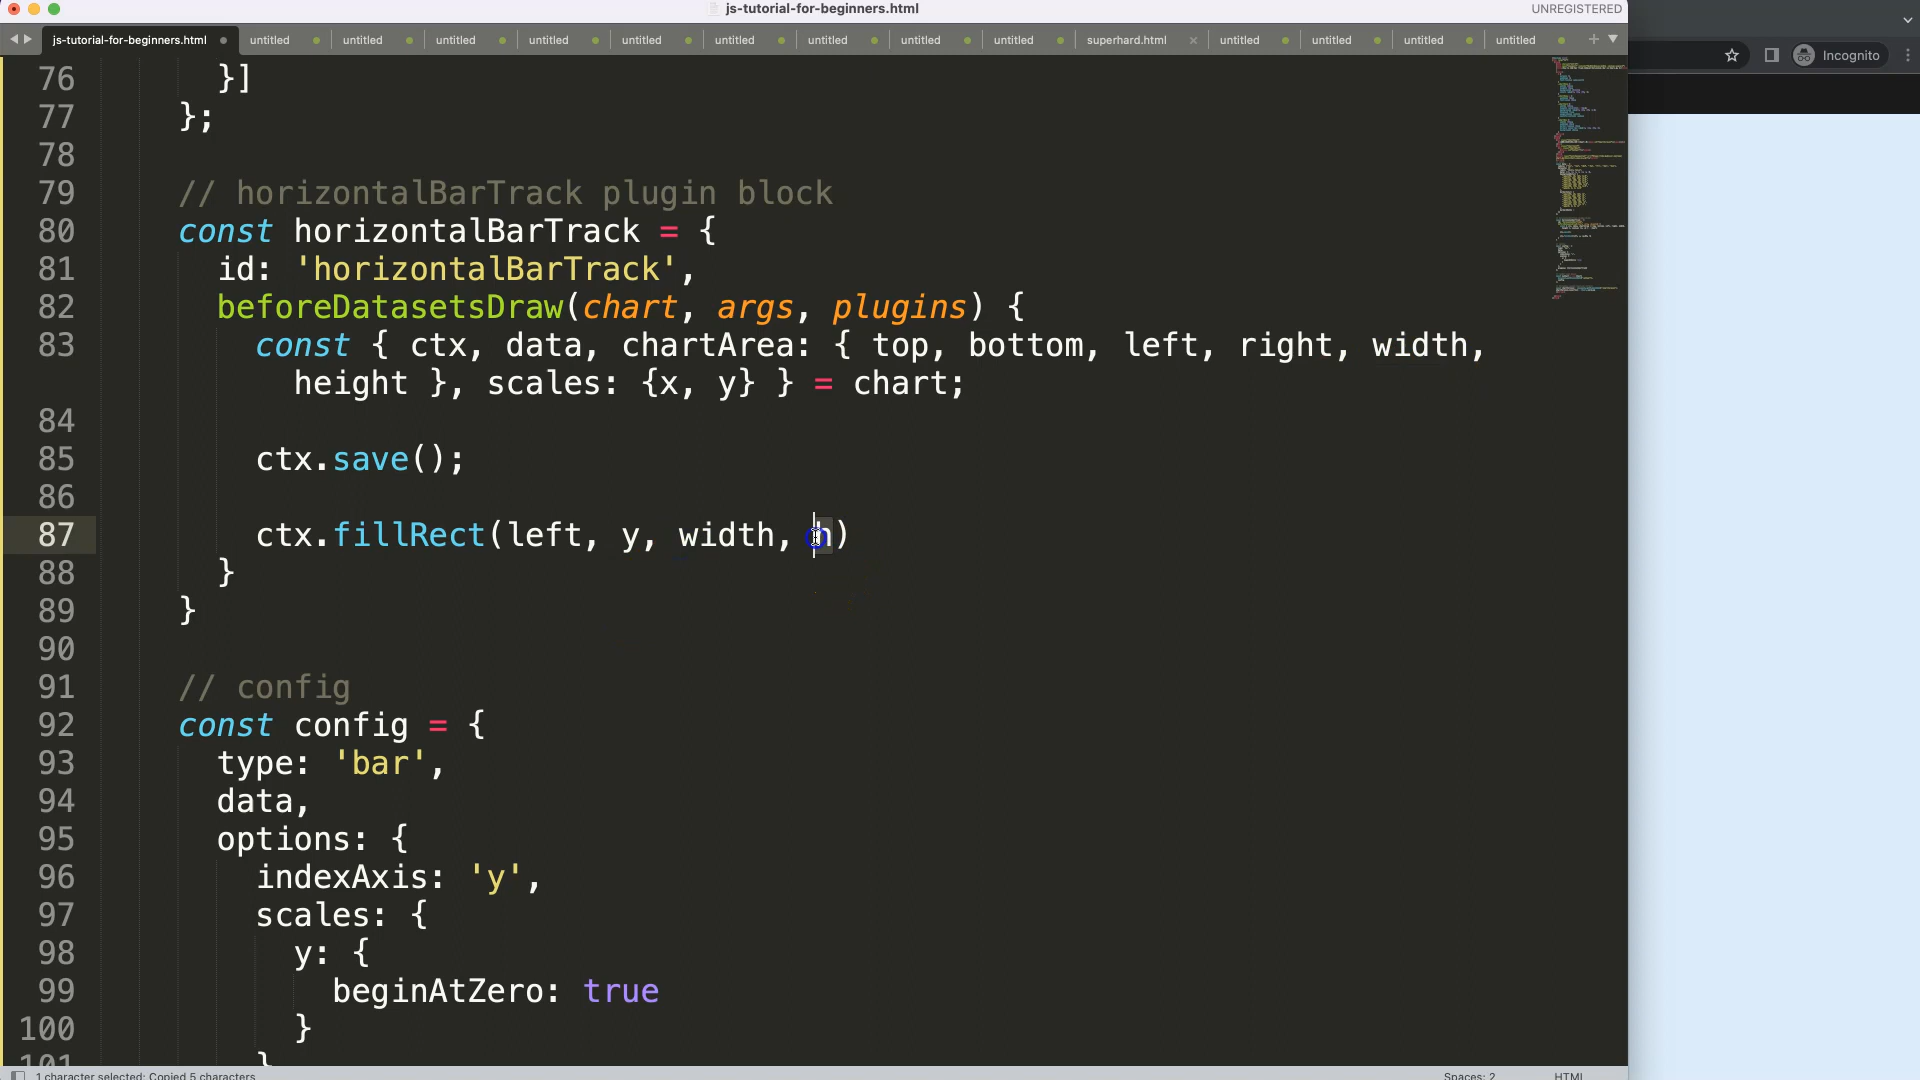 js-tutorial-for-beginners.html
UNREGISTERED
js-tutorial-for-beginners.html untitled untitled untitled untitled untitled untitled untitled untitled untitled superhard.html untitled untitled untitled untitled
Incognito
76 }]
77 };
78
79 // horizontalBarTrack plugin block
80 const horizontalBarTrack = {
81 id: 'horizontalBarTrack',
82 beforeDatasetsDraw(chart, args, plugins) {
83 const { ctx, data, chartArea: { top, bottom, left, right, width,
height }, scales: {x, y} } = chart;
84
85 ctx.save();
86
87 ctx.fillRect(left, y, width, h)
88 }
89 }
90
91 // config
92 const config = {
93 type: 'bar',
94 data,
95 options: {
96 indexAxis: 'y',
97 scales: {
98 y: {
99 beginAtZero: true
100 }
101 }
1 character selected: Copied 5 characters
Spaces: 2
HTML